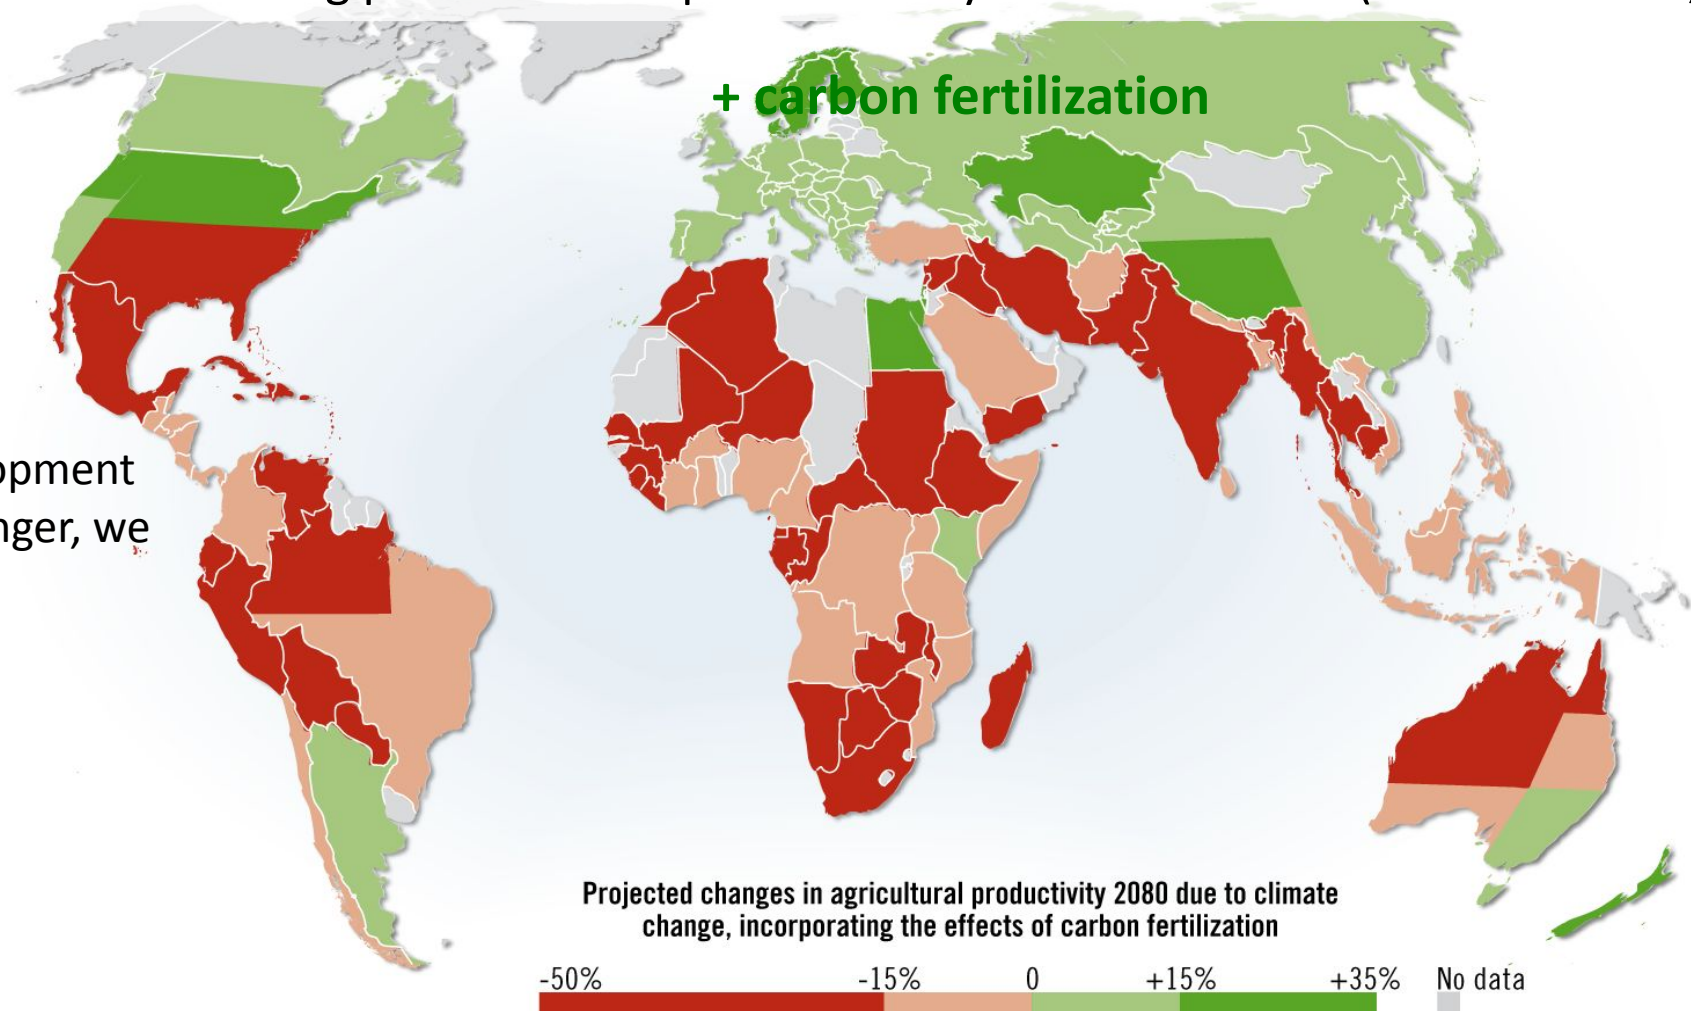 + carbon fertilization
opment
nger, we
Projected changes in agricultural productivity 2080 due to climate
change, incorporating the effects of carbon fertilization
-50% -15% 0 +15% +35% No data